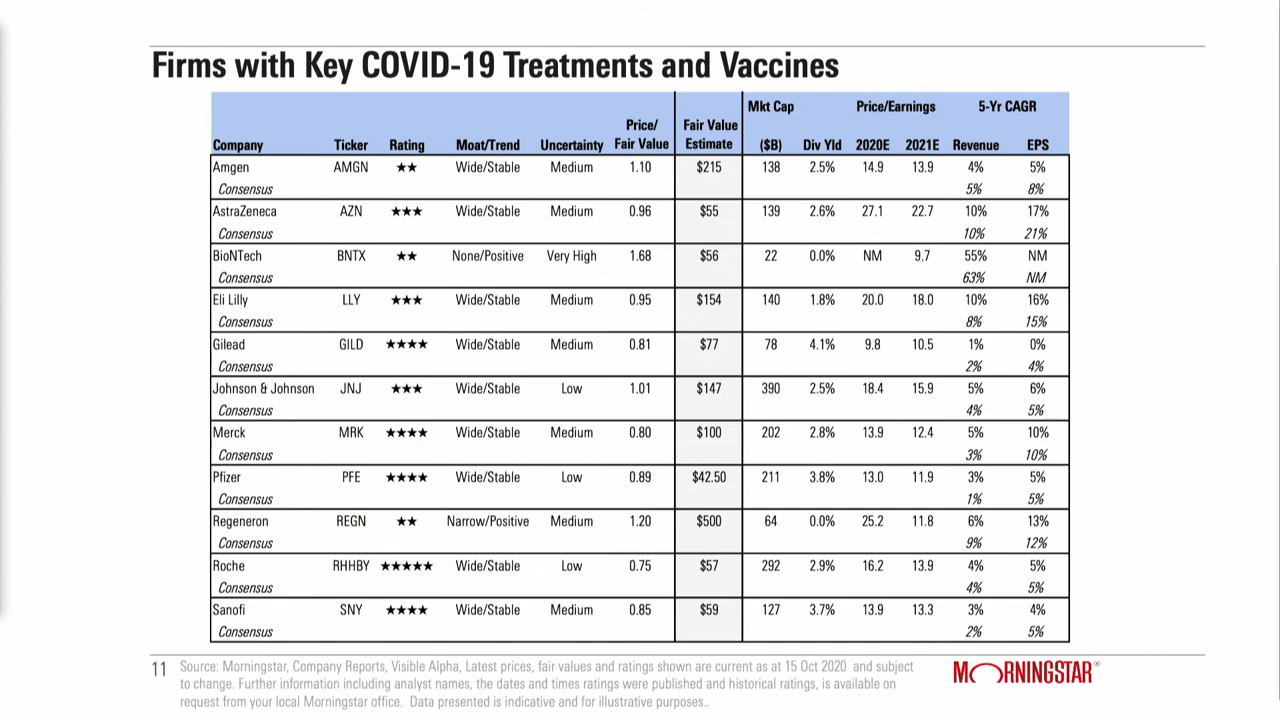 Firms with Key COVID-19 Treatments and Vaccines
Mkt Cap Price/Earnings 5-Yr CAGR
Price/ Fair Value
Company Ticker Rating Moat/Trend Uncertainty Fair Value Estimate ($B) Div Yld 2020E 2021E Revenue EPS
Amgen AMGN ★★ Wide/Stable Medium 1.10 $215 138 2.5% 14.9 13.9 4% 5%
Consensus 5% 8%
AstraZeneca AZN ★★★ Wide/Stable Medium 0.96 $55 139 2.6% 27.1 22.7 10% 17%
Consensus 10% 21%
BioNTech BNTX ★★ None/Positive Very High 1.68 $56 22 0.0% NM 9.7 55% NM
Consensus 63% NM
Eli Lilly LLY ★★★ Wide/Stable Medium 0.95 $154 140 1.8% 20.0 18.0 10% 16%
Consensus 8% 15%
Gilead GILD ★★★★ Wide/Stable Medium 0.81 $77 78 4.1% 9.8 10.5 1% 0%
Consensus 2% 4%
Johnson & Johnson JNJ ★★★ Wide/Stable Low 1.01 $147 390 2.5% 18.4 15.9 5% 6%
Consensus 4% 5%
Merck MRK ★★★★ Wide/Stable Medium 0.80 $100 202 2.8% 13.9 12.4 5% 10%
Consensus 3% 10%
Pfizer PFE ★★★★ Wide/Stable Low 0.89 $42.50 211 3.8% 13.0 11.9 3% 5%
Consensus 1% 5%
Regeneron REGN ★★ Narrow/Positive Medium 1.20 $500 64 0.0% 25.2 11.8 6% 13%
Consensus 9% 12%
Roche RHHBY ★★★★★ Wide/Stable Low 0.75 $57 292 2.9% 16.2 13.9 4% 5%
Consensus 4% 5%
Sanofi SNY ★★★★ Wide/Stable Medium 0.85 $59 127 3.7% 13.9 13.3 3% 4%
Consensus 2% 5%
11 Source: Morningstar, Company Reports, Visible Alpha, Latest prices, fair values and ratings shown are current as at 15 Oct 2020 and subject
to change. Further information including analyst names, the dates and times ratings were published and historical ratings, is available on
request from your local Morningstar office. Data presented is indicative and for illustrative purposes..
MORNINGSTAR®